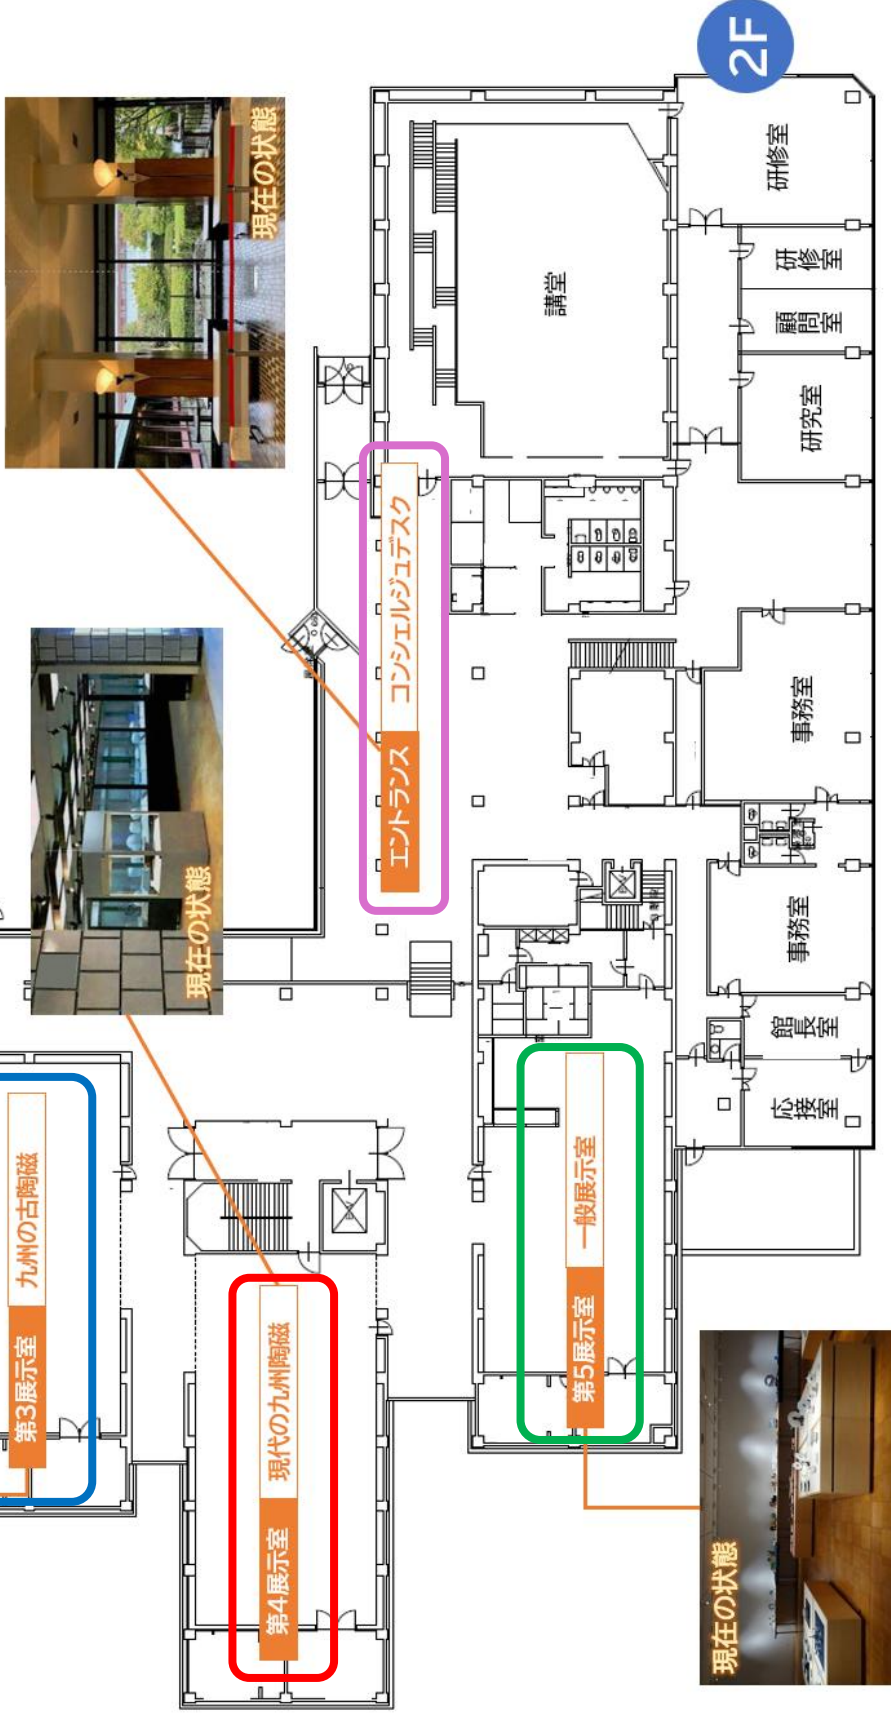 2F
現在の状態
現在の状態
現在の状態
エントランス
コンシェルジュデスク
第3展示室
九州の古陶磁
第4展示室
現代の九州陶磁
第5展示室
一般展示室
講堂
研修室
研修室
顧問室
研究室
事務室
事務室
館長室
応接室